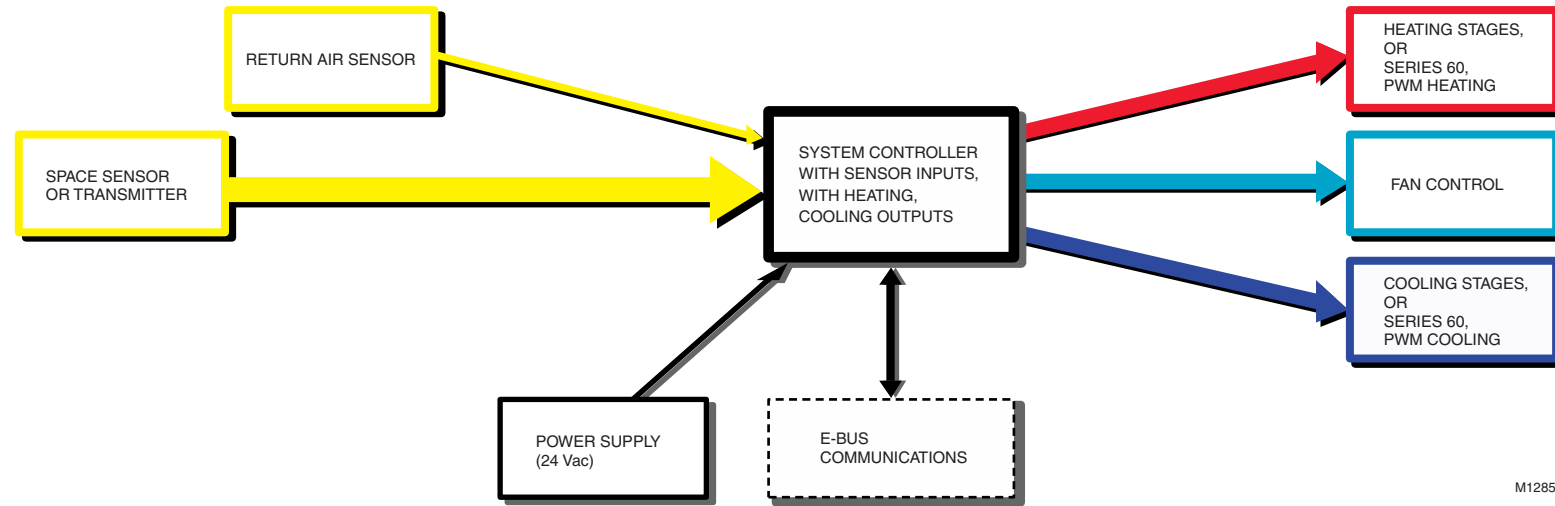 RETURN AIR SENSOR
SPACE SENSOR
OR TRANSMITTER
SYSTEM CONTROLLER
WITH SENSOR INPUTS,
WITH HEATING,
COOLING OUTPUTS
HEATING STAGES,
OR
SERIES 60,
PWM HEATING
FAN CONTROL
COOLING STAGES,
OR
SERIES 60,
PWM COOLING
POWER SUPPLY
(24 Vac)
E-BUS
COMMUNICATIONS
M1285